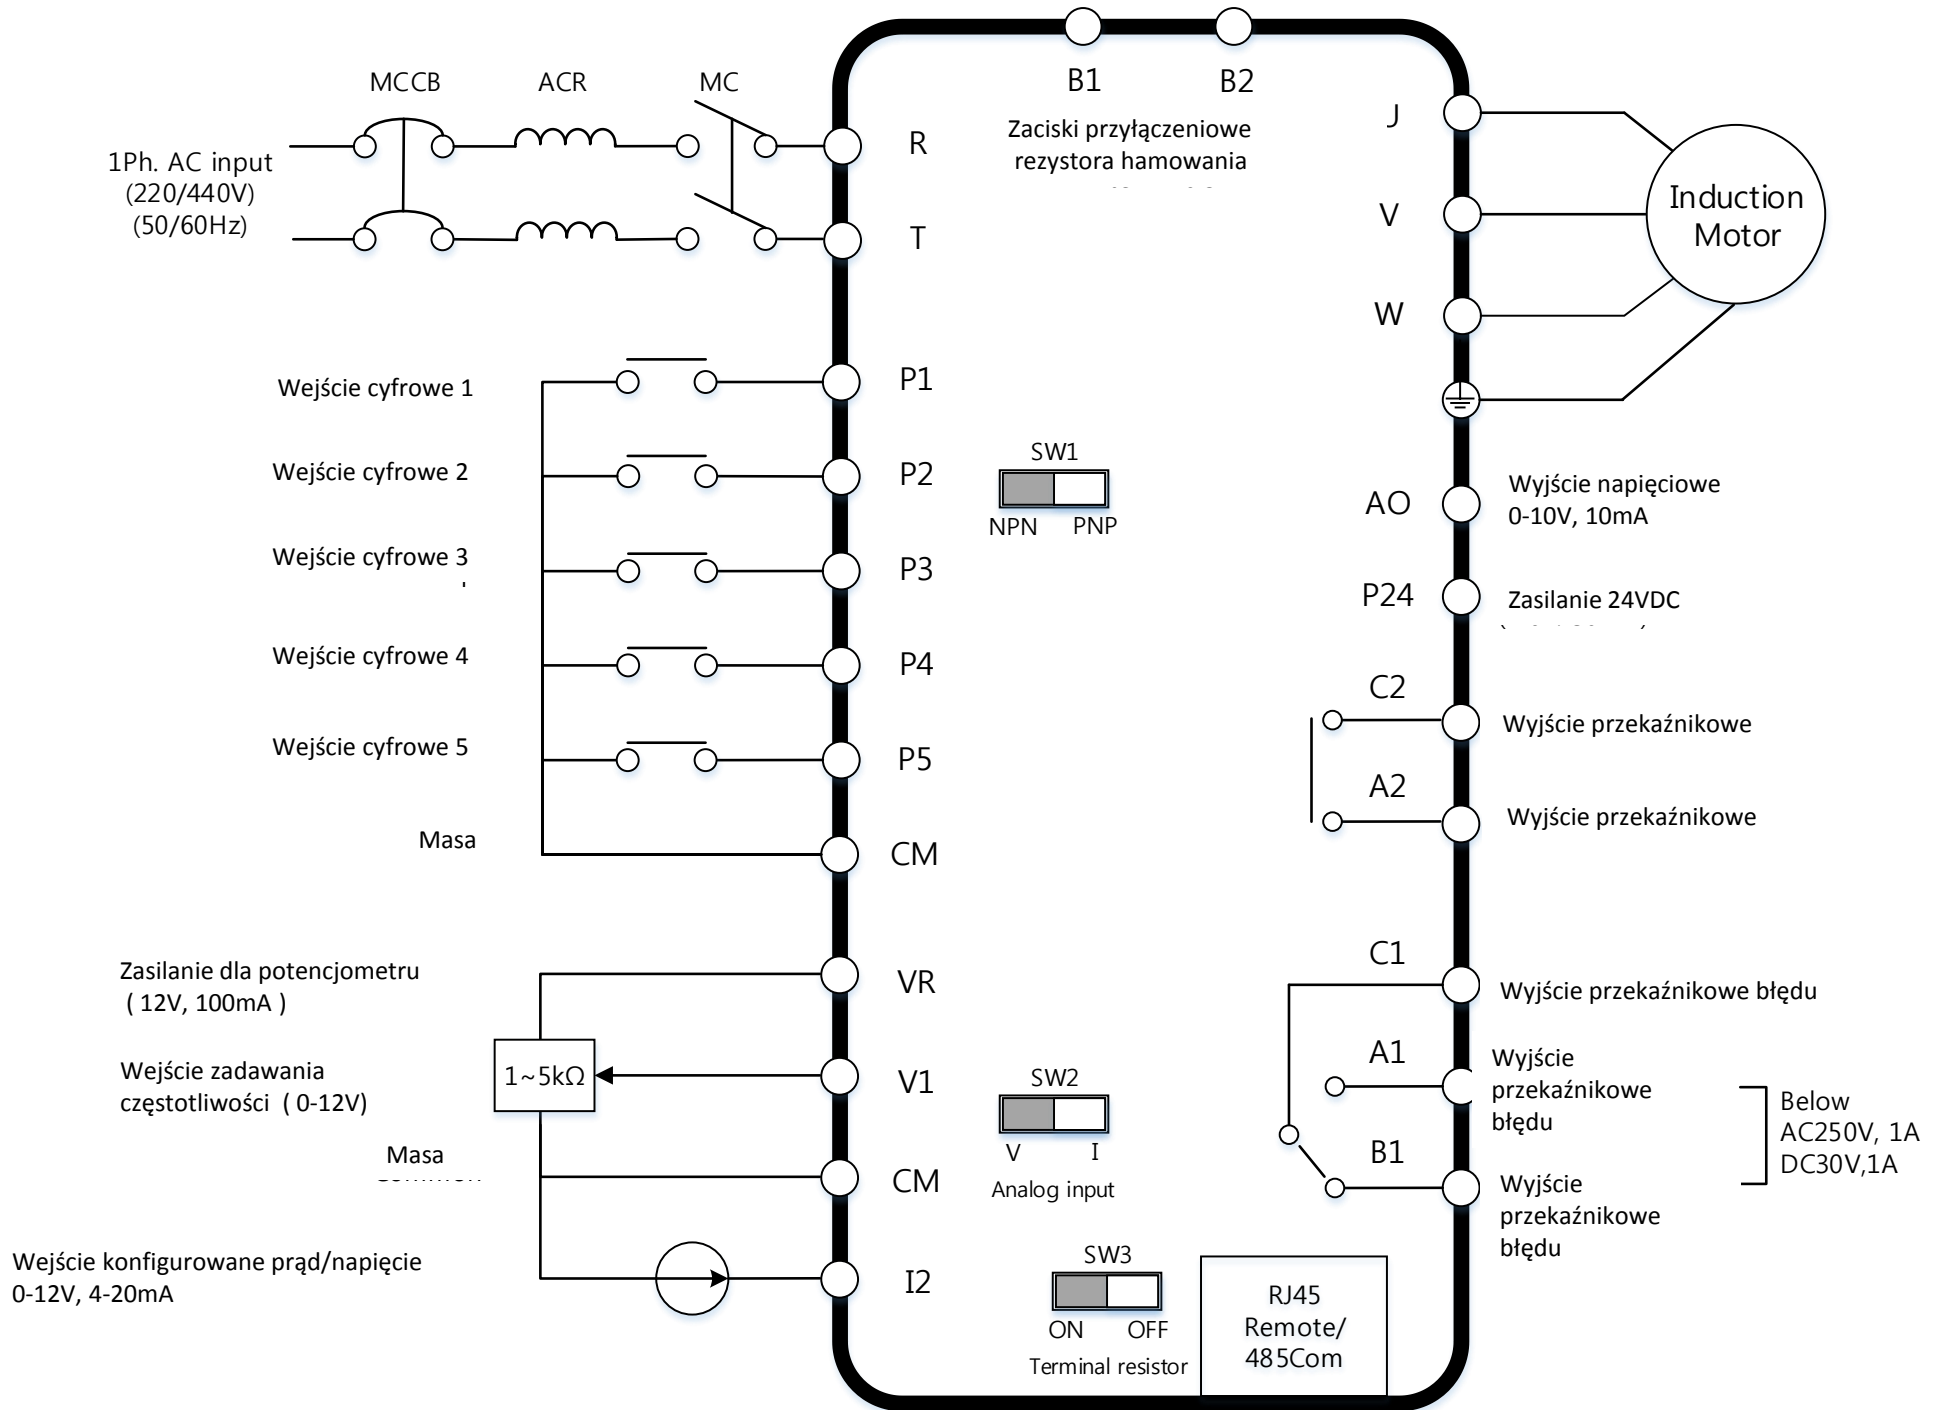 MCCB
ACR
MC
1Ph. AC input
(220/440V)
(50/60Hz)
R
T
B1
B2
Zaciski przyłączeniowe
rezystora hamowania
J
V
W
Induction
Motor
Wejście cyfrowe 1
P1
Wejście cyfrowe 2
P2
Wejście cyfrowe 3
P3
Wejście cyfrowe 4
P4
Wejście cyfrowe 5
P5
Masa
CM
SW1
NPN PNP
AO
Wyjście napięciowe
0-10V, 10mA
P24
Zasilanie 24VDC
C2
Wyjście przekaźnikowe
A2
Wyjście przekaźnikowe
Zasilanie dla potencjometru
( 12V, 100mA )
VR
1~5kΩ
Wejście zadawania
częstotliwości ( 0-12V)
V1
Masa
CM
Wejście konfigurowane prąd/napięcie
0-12V, 4-20mA
I2
SW2
V I
Analog input
SW3
ON OFF
Terminal resistor
RJ45
Remote/
485Com
C1
Wyjście przekaźnikowe błędu
A1
Wyjście
przekaźnikowe
błędu
B1
Wyjście
przekaźnikowe
błędu
Below
AC250V, 1A
DC30V,1A